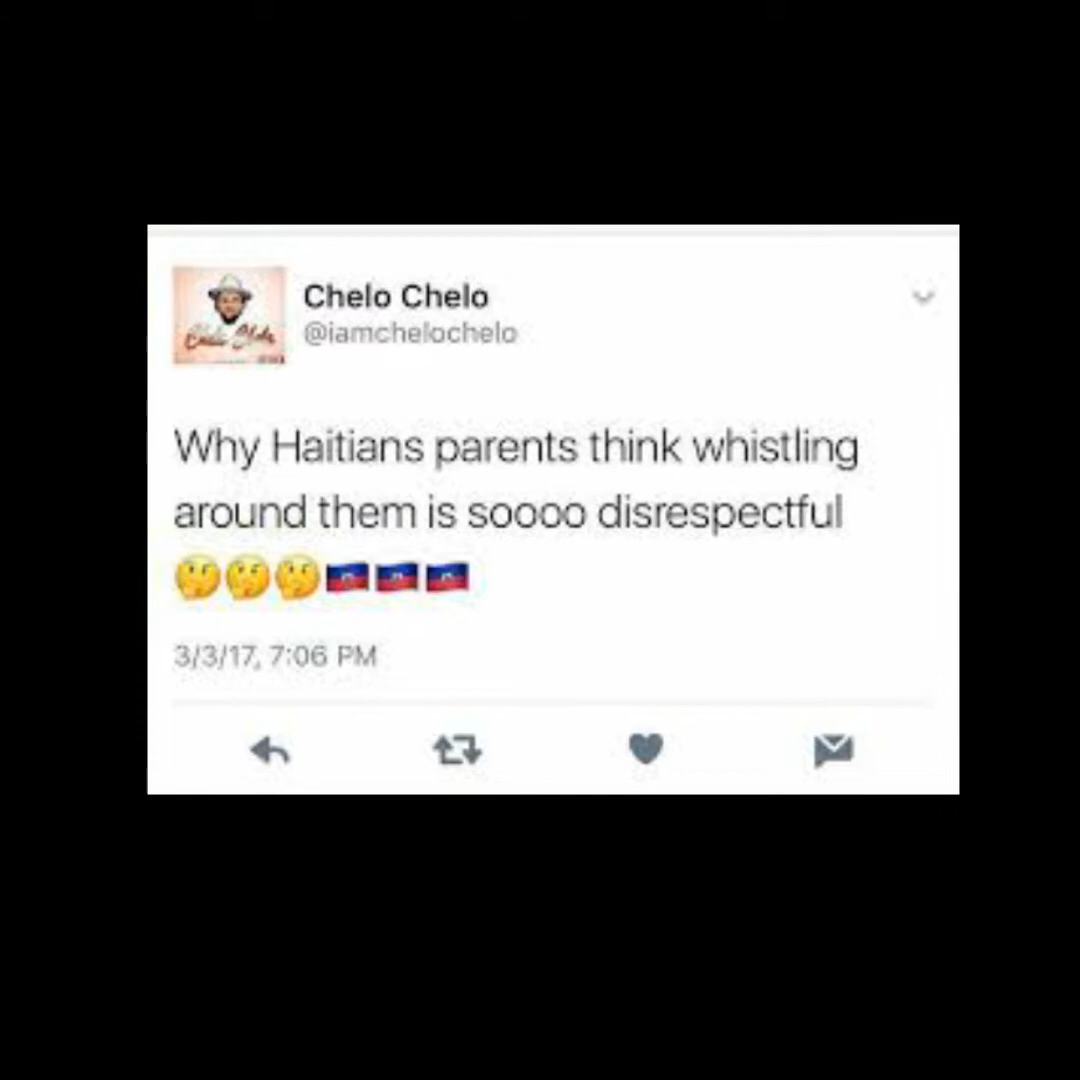 Chelo Chelo
@iamchelochelo
Why Haitians parents think whistling
around them is soooo disrespectful
🤔🤔🤔🇭🇹🇭🇹🇭🇹
3/3/17, 7:06 PM